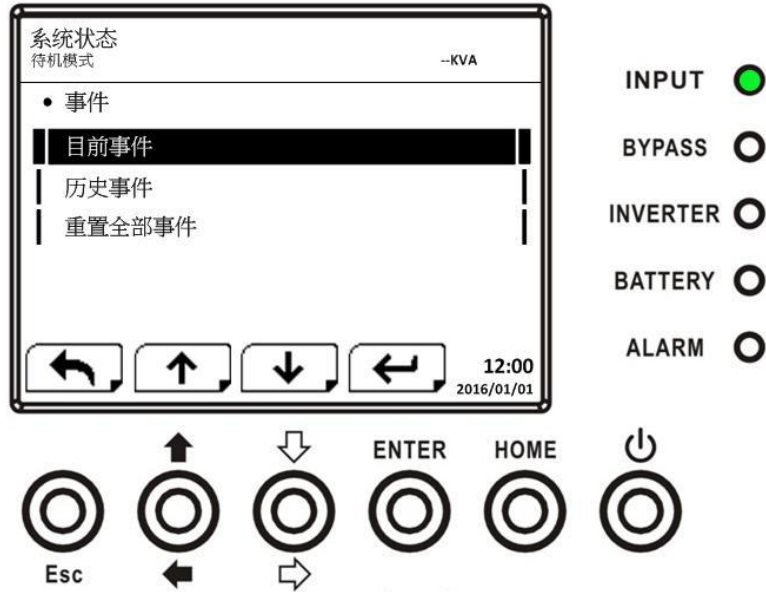 系统状态
待机模式
--KVA
• 事件
目前事件
历史事件
重置全部事件
12:00
2016/01/01
INPUT
BYPASS
INVERTER
BATTERY
ALARM
ENTER
HOME
Esc